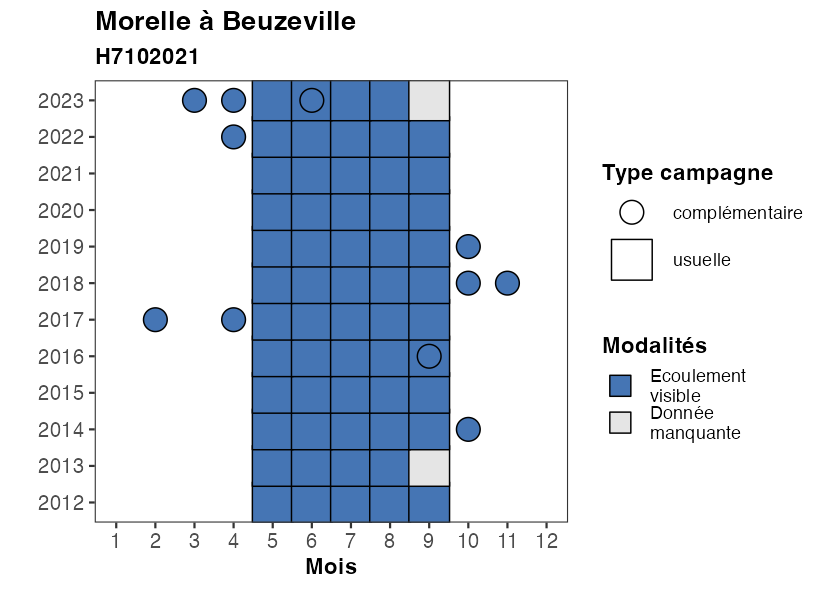 Morelle à Beuzeville
H7102021
2023
2022
2021
2020
2019
2018
2017
2016
2015
2014
2013
2012
1 2 3 4 5 6 7 8 9 10 11 12
Mois
Type campagne
complémentaire
usuelle
Modalités
Ecoulement
visible
Donnée
manquante